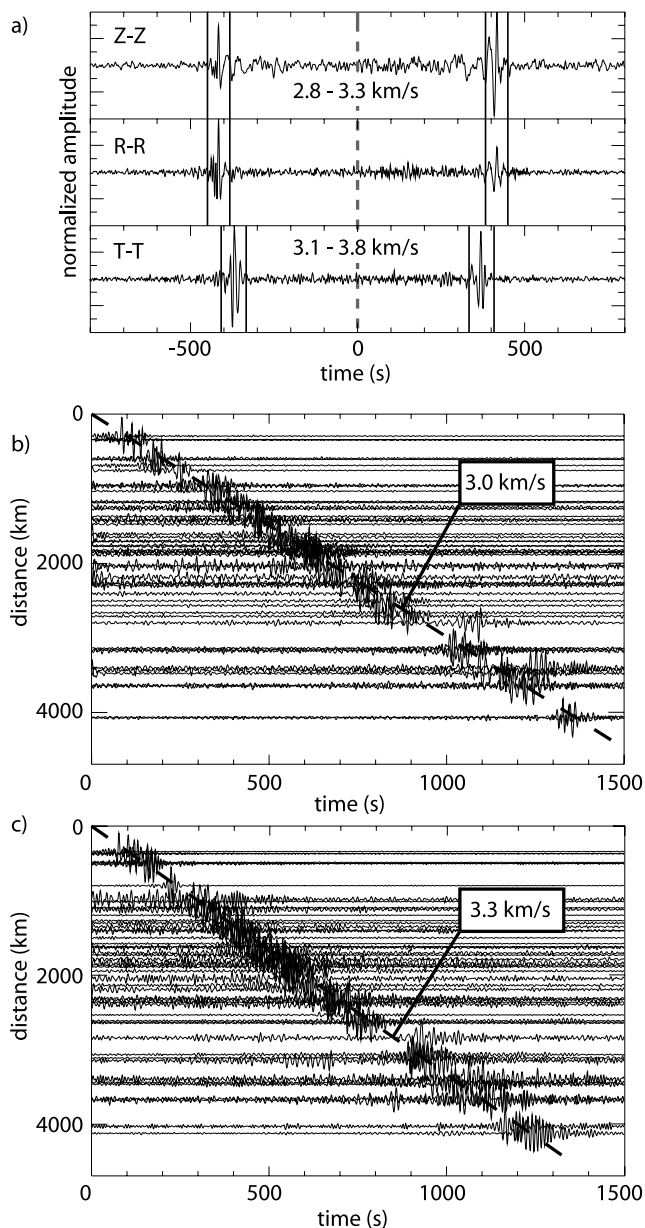 a)
Z-Z
2.8 - 3.3 km/s
R-R
T-T
3.1 - 3.8 km/s
normalized amplitude
-500 0 500
time (s)
b)
0
2000
4000
distance (km)
3.0 km/s
0 500 1000 1500
time (s)
c)
0
2000
4000
distance (km)
3.3 km/s
0 500 1000 1500
time (s)